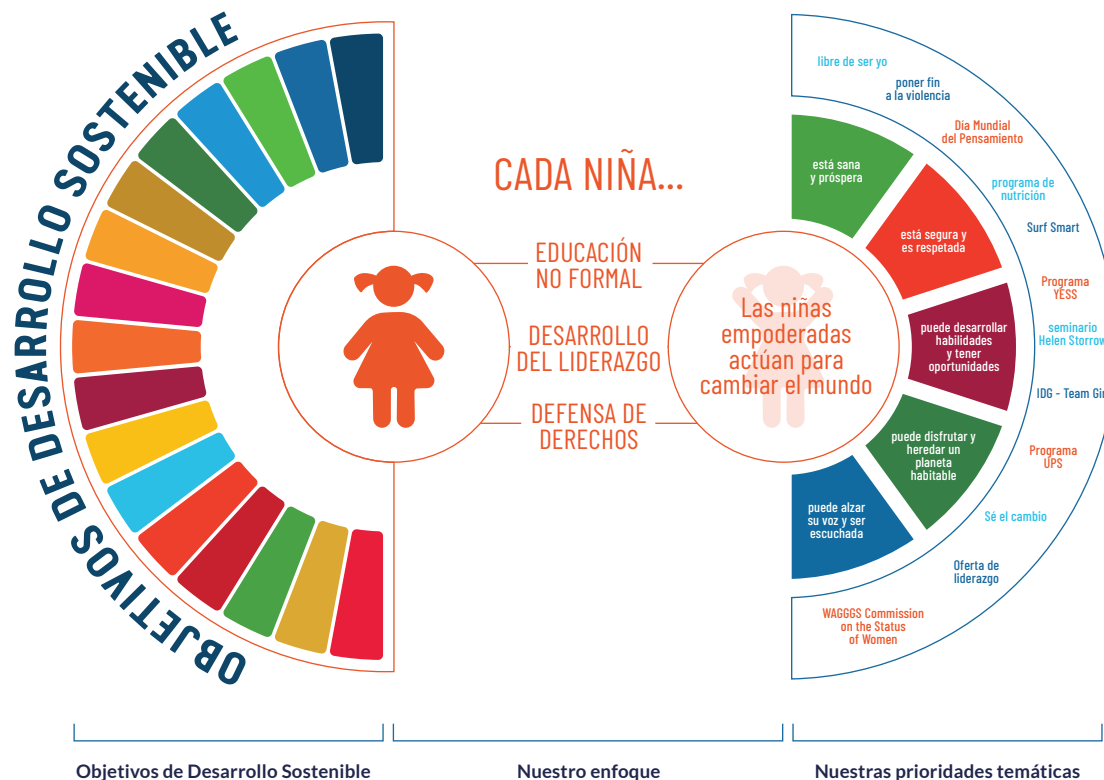 OBJETIVOS DE DESARROLLO SOSTENIBLE
CADA NIÑA...
EDUCACIÓN
NO FORMAL
DESARROLLO
DEL LIDERAZGO
DEFENSA DE
DERECHOS
Las niñas
empoderadas
actúan para
cambiar el mundo
está sana
y próspera
está segura y
es respetada
puede desarrollar
habilidades
y tener
oportunidades
puede disfrutar y
heredar un
planeta
habitable
puede alzar
su voz y ser
escuchada
libre de ser yo
poner fin
a la violencia
Día Mundial
del Pensamiento
programa de
nutrición
Surf Smart
Programa
YESS
seminario
Helen Storrow
IDG - Team
Programa
UPS
Sé el cambio
Oferta de
liderazgo
WAGGGS Commission
on the Status
of Women
Objetivos de Desarrollo Sostenible
Nuestro enfoque
Nuestras prioridades temáticas